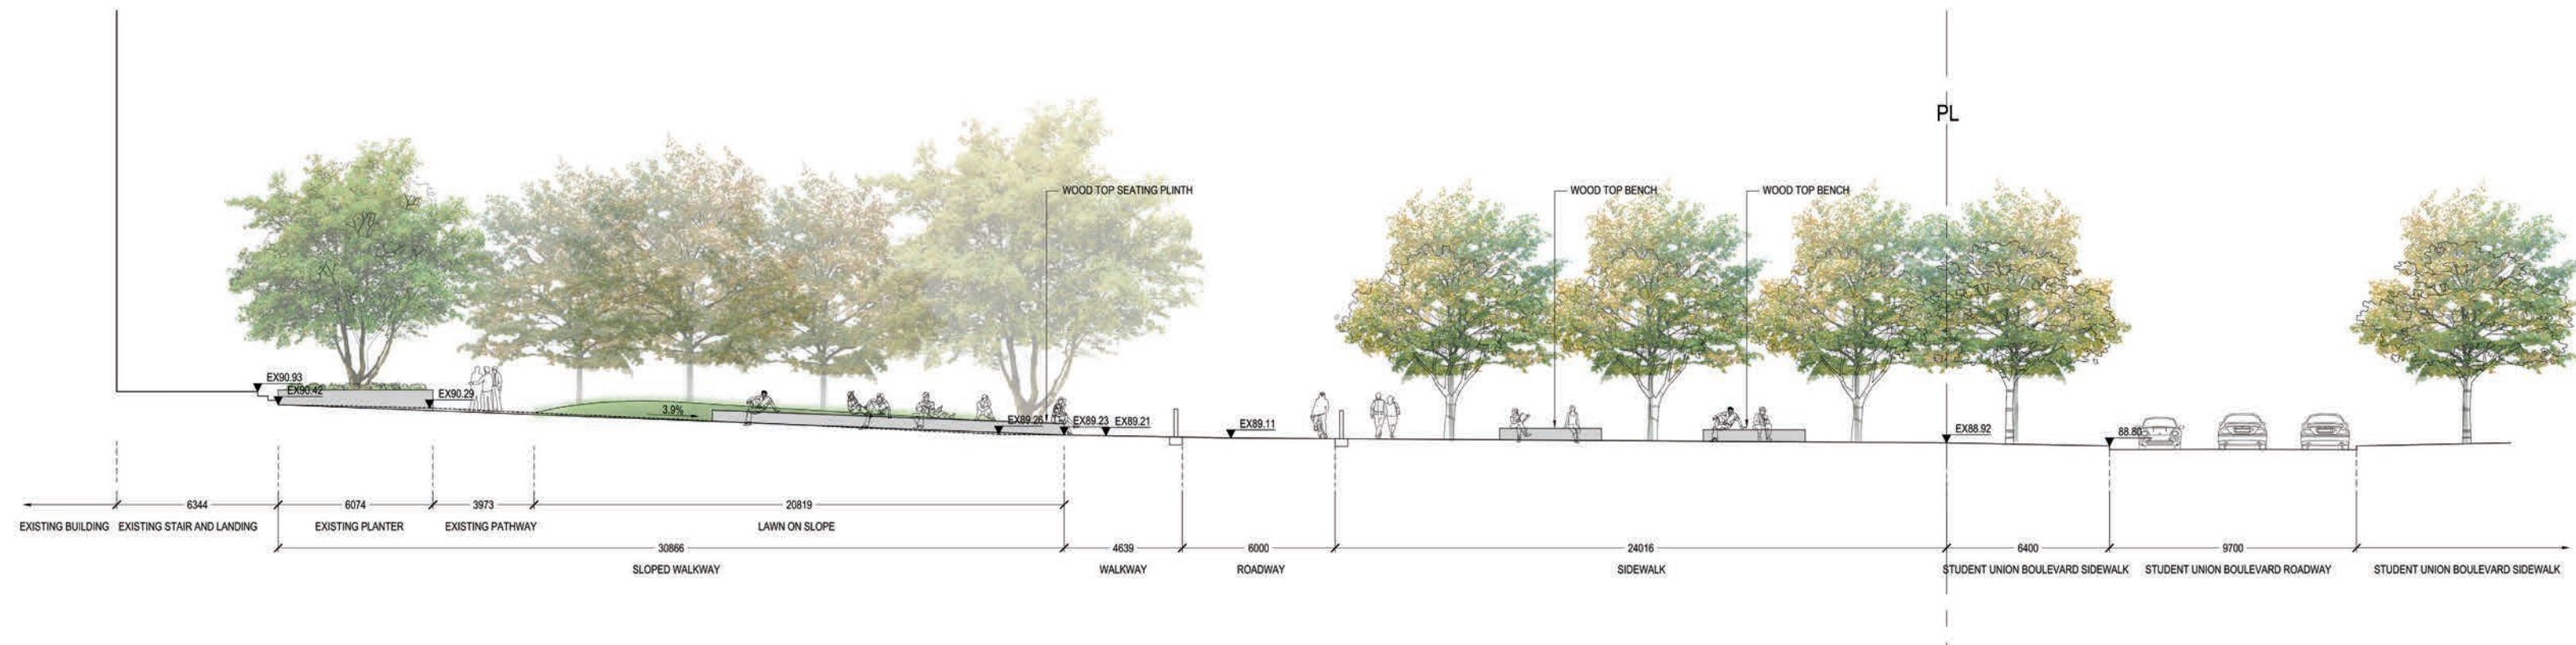 PL
WOOD TOP SEATING PLINTH
WOOD TOP BENCH
WOOD TOP BENCH
EX90.93
EX90.42
EX90.29
3.9%
EX89.26
EX89.23
EX89.21
EX89.11
EX88.92
88.80
6344
6074
3973
20819
EXISTING BUILDING
EXISTING STAIR AND LANDING
EXISTING PLANTER
EXISTING PATHWAY
LAWN ON SLOPE
30866
4639
6000
24016
6400
9700
SLOPED WALKWAY
WALKWAY
ROADWAY
SIDEWALK
STUDENT UNION BOULEVARD SIDEWALK
STUDENT UNION BOULEVARD ROADWAY
STUDENT UNION BOULEVARD SIDEWALK